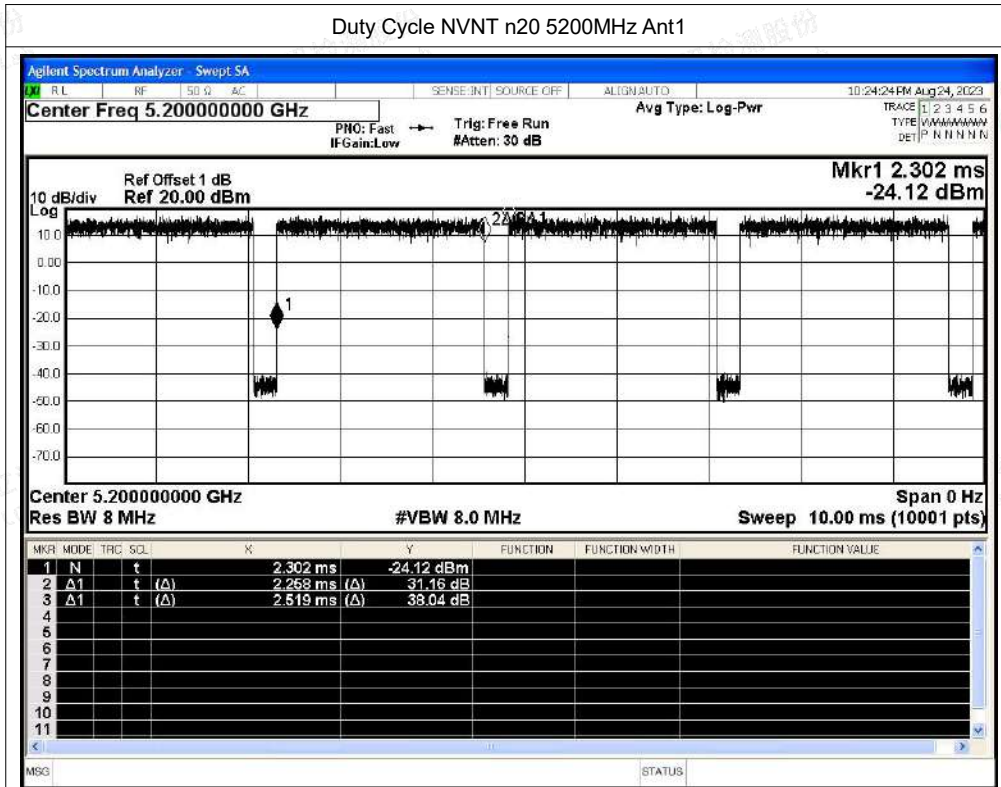 Duty Cycle NVNT n20 5200MHz Ant1
Agilent Spectrum Analyzer - Swept SA
LXI RL RF 50 Ω AC SENSE:INT SOURCE OFF ALIGNAUTO 10:24:24 PM Aug 24, 2023
Center Freq 5.200000000 GHz
Avg Type: Log-Pwr
TRACE 1 2 3 4 5 6
PNO: Fast Trig: Free Run
TYPE
IFGain:Low #Atten: 30 dB
DET P N N N N N
Mkr1 2.302 ms
-24.12 dBm
Ref Offset 1 dB
10 dB/div Ref 20.00 dBm
Log
10.0
0.00
-10.0
-20.0
-30.0
-40.0
-50.0
-60.0
-70.0
1
Center 5.200000000 GHz Span 0 Hz
Res BW 8 MHz #VBW 8.0 MHz Sweep 10.00 ms (10001 pts)
MKR MODE TRC SCL X Y FUNCTION FUNCTION WIDTH FUNCTION VALUE
1 N t 2.302 ms -24.12 dBm
2 Δ1 t (Δ) 2.258 ms (Δ) 31.16 dB
3 Δ1 t (Δ) 2.519 ms (Δ) 38.04 dB
4
5
6
7
8
9
10
11
MSG STATUS